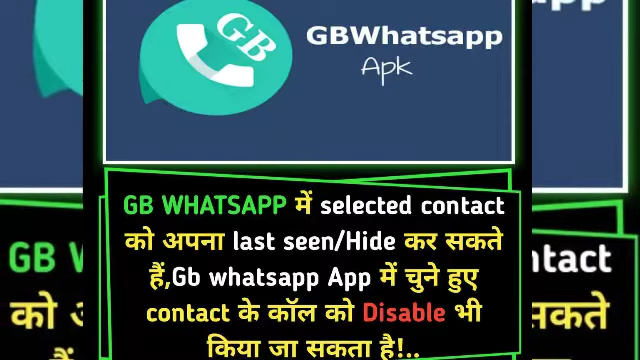 GB
GBWhatsapp
Apk
GB WHATSAPP में selected contact
को अपना last seen/Hide कर सकते
हैं,Gb whatsapp App में चुने हुए
contact के कॉल को Disable भी
किया जा सकता है!..